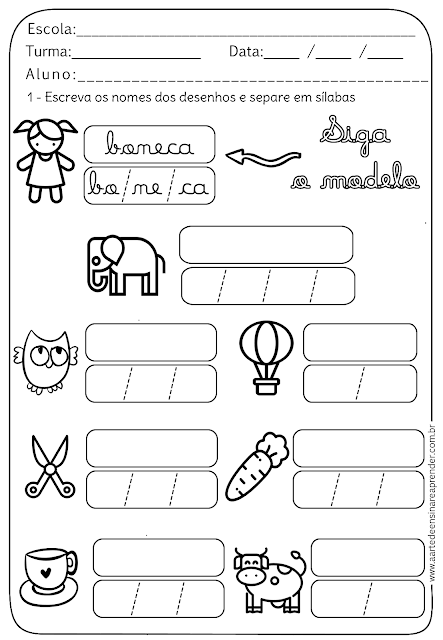 Escola:
Turma: Data: / /
Aluno:
1 - Escreva os nomes dos desenhos e separe em sílabas
boneca
bo/ne/ca
Siga
o modelo
www.aartedeensinareaprender.com.br